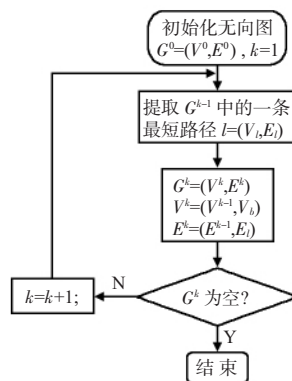 初始化无向图
G⁰=(V⁰,E⁰) , k=1
提取 Gᵏ⁻¹ 中的一条
最短路径 l=(Vₗ,Eₗ)
Gᵏ=(Vᵏ,Eᵏ)
Vᵏ=(Vᵏ⁻¹,V_b)
Eᵏ=(Eᵏ⁻¹,Eₗ)
N
k=k+1;
Gᵏ 为空?
Y
结 束